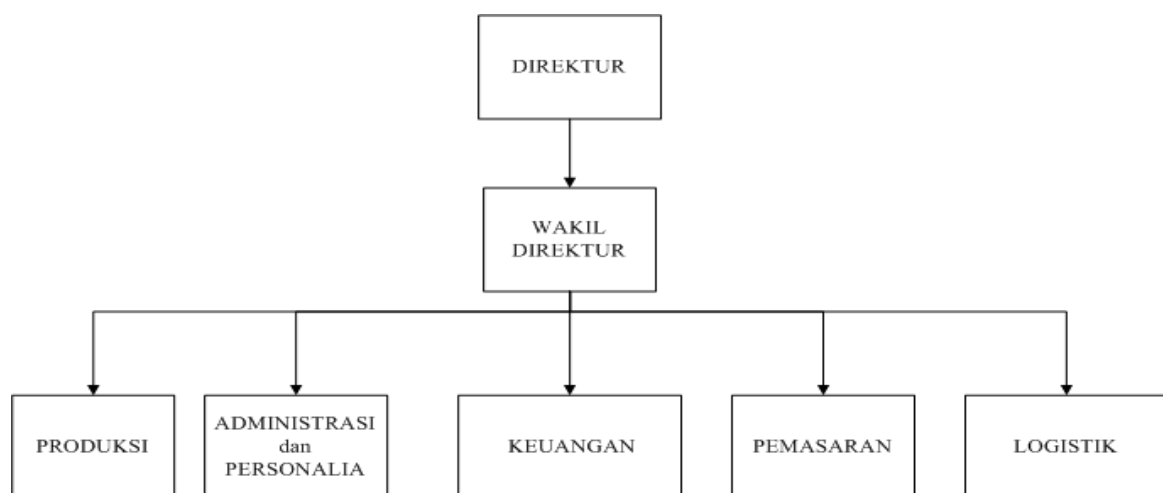 DIREKTUR
WAKIL
DIREKTUR
PRODUKSI
ADMINISTRASI
dan
PERSONALIA
KEUANGAN
PEMASARAN
LOGISTIK